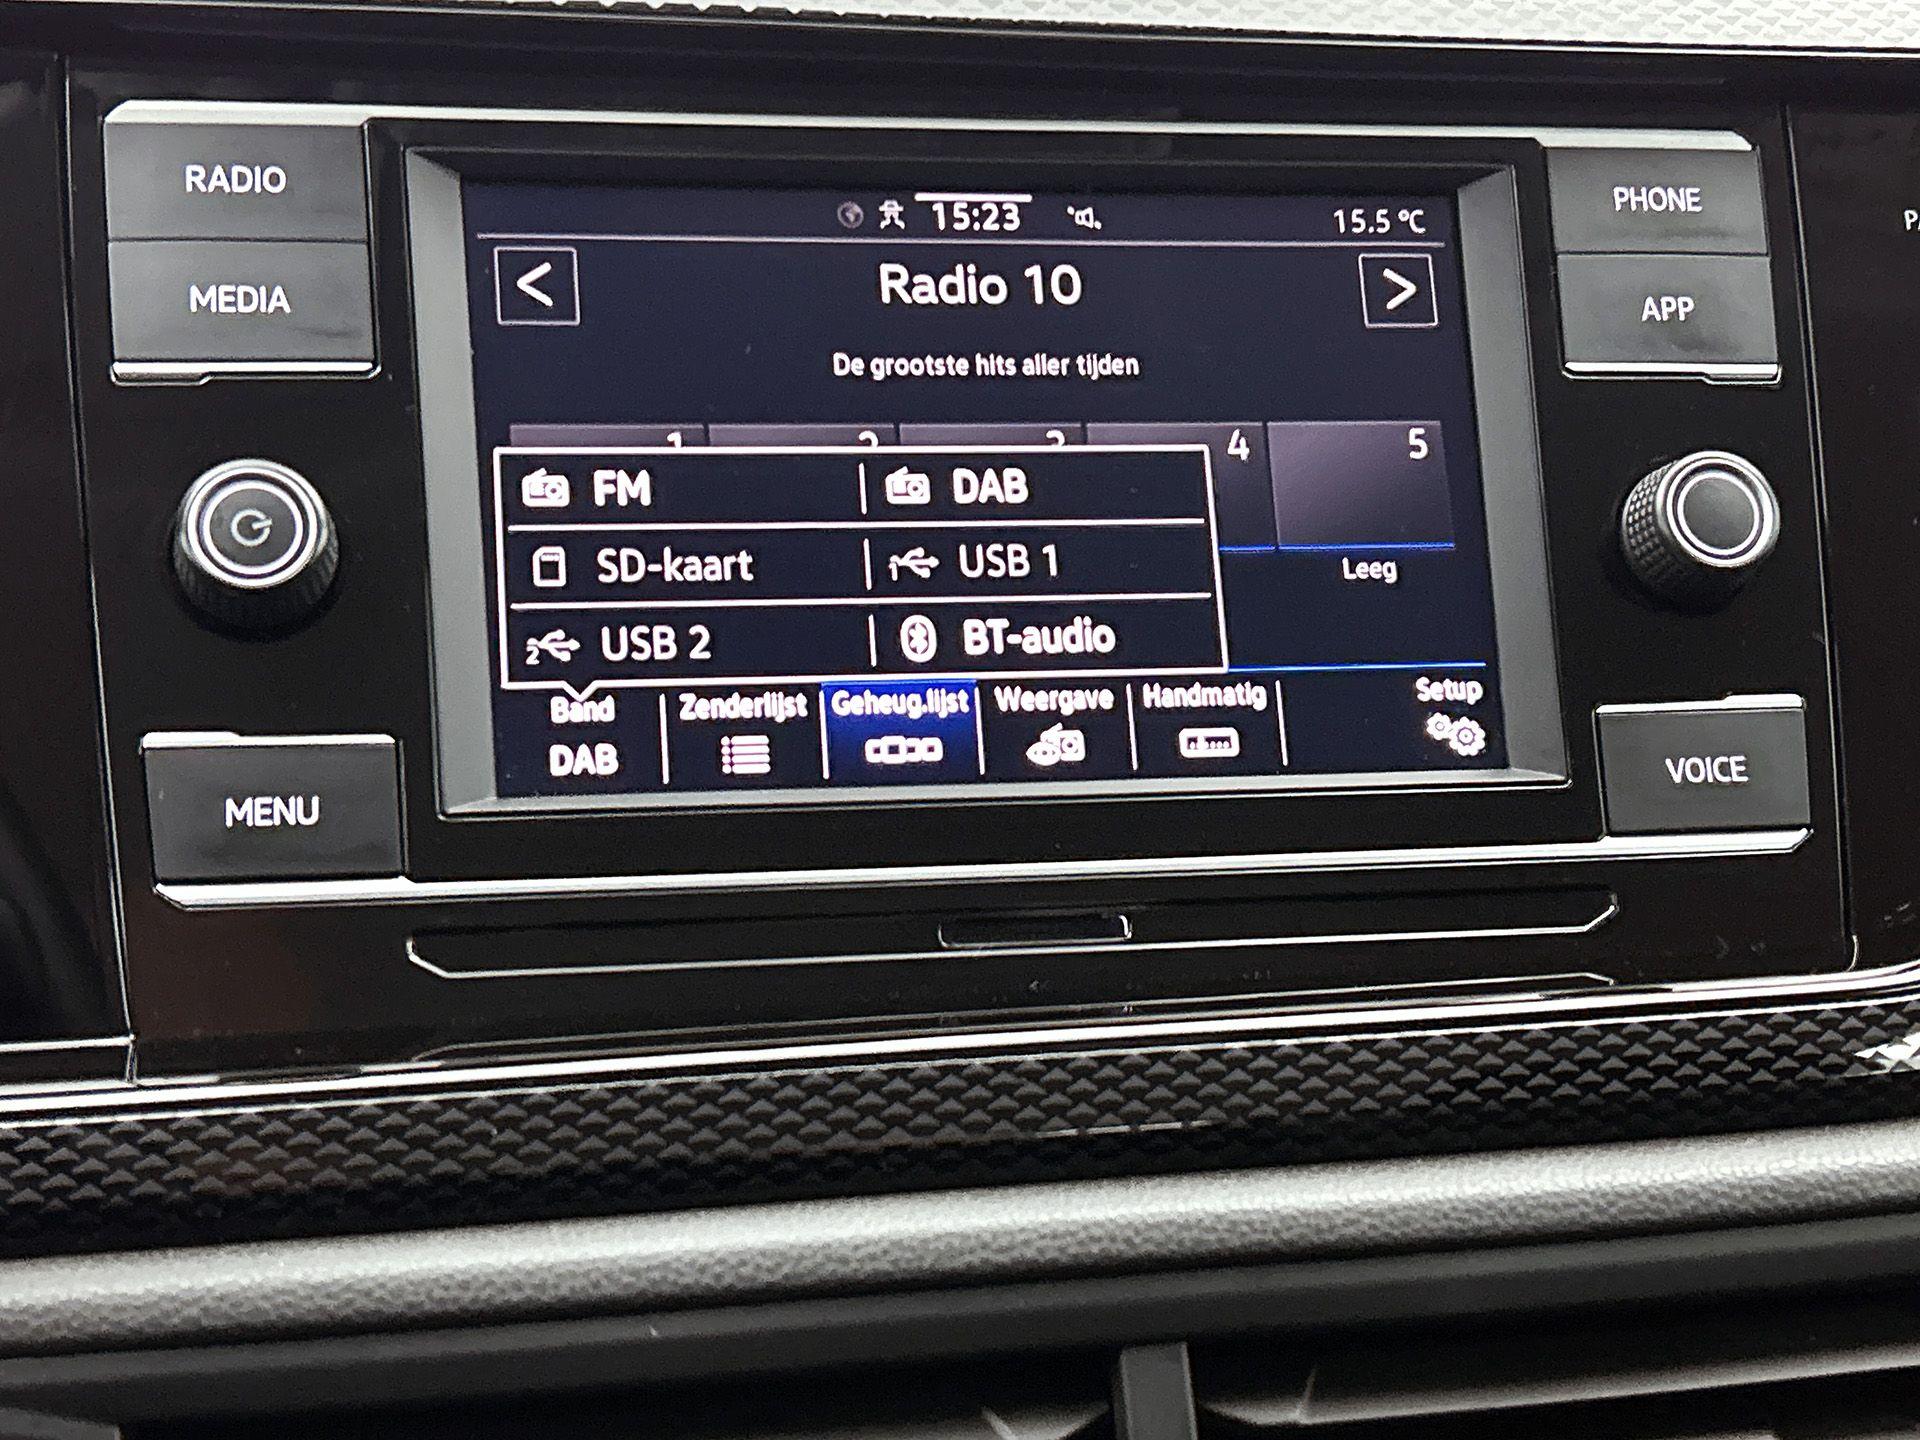 RADIO
MEDIA
MENU
PHONE
APP
VOICE
15:23
15.5 °C
<
Radio 10
>
De grootste hits aller tijden
4
5
FM
DAB
SD-kaart
1 USB 1
2 USB 2
BT-audio
Leeg
Band
DAB
Zenderlijst
Geheug.lijst
Weergave
Handmatig
Setup